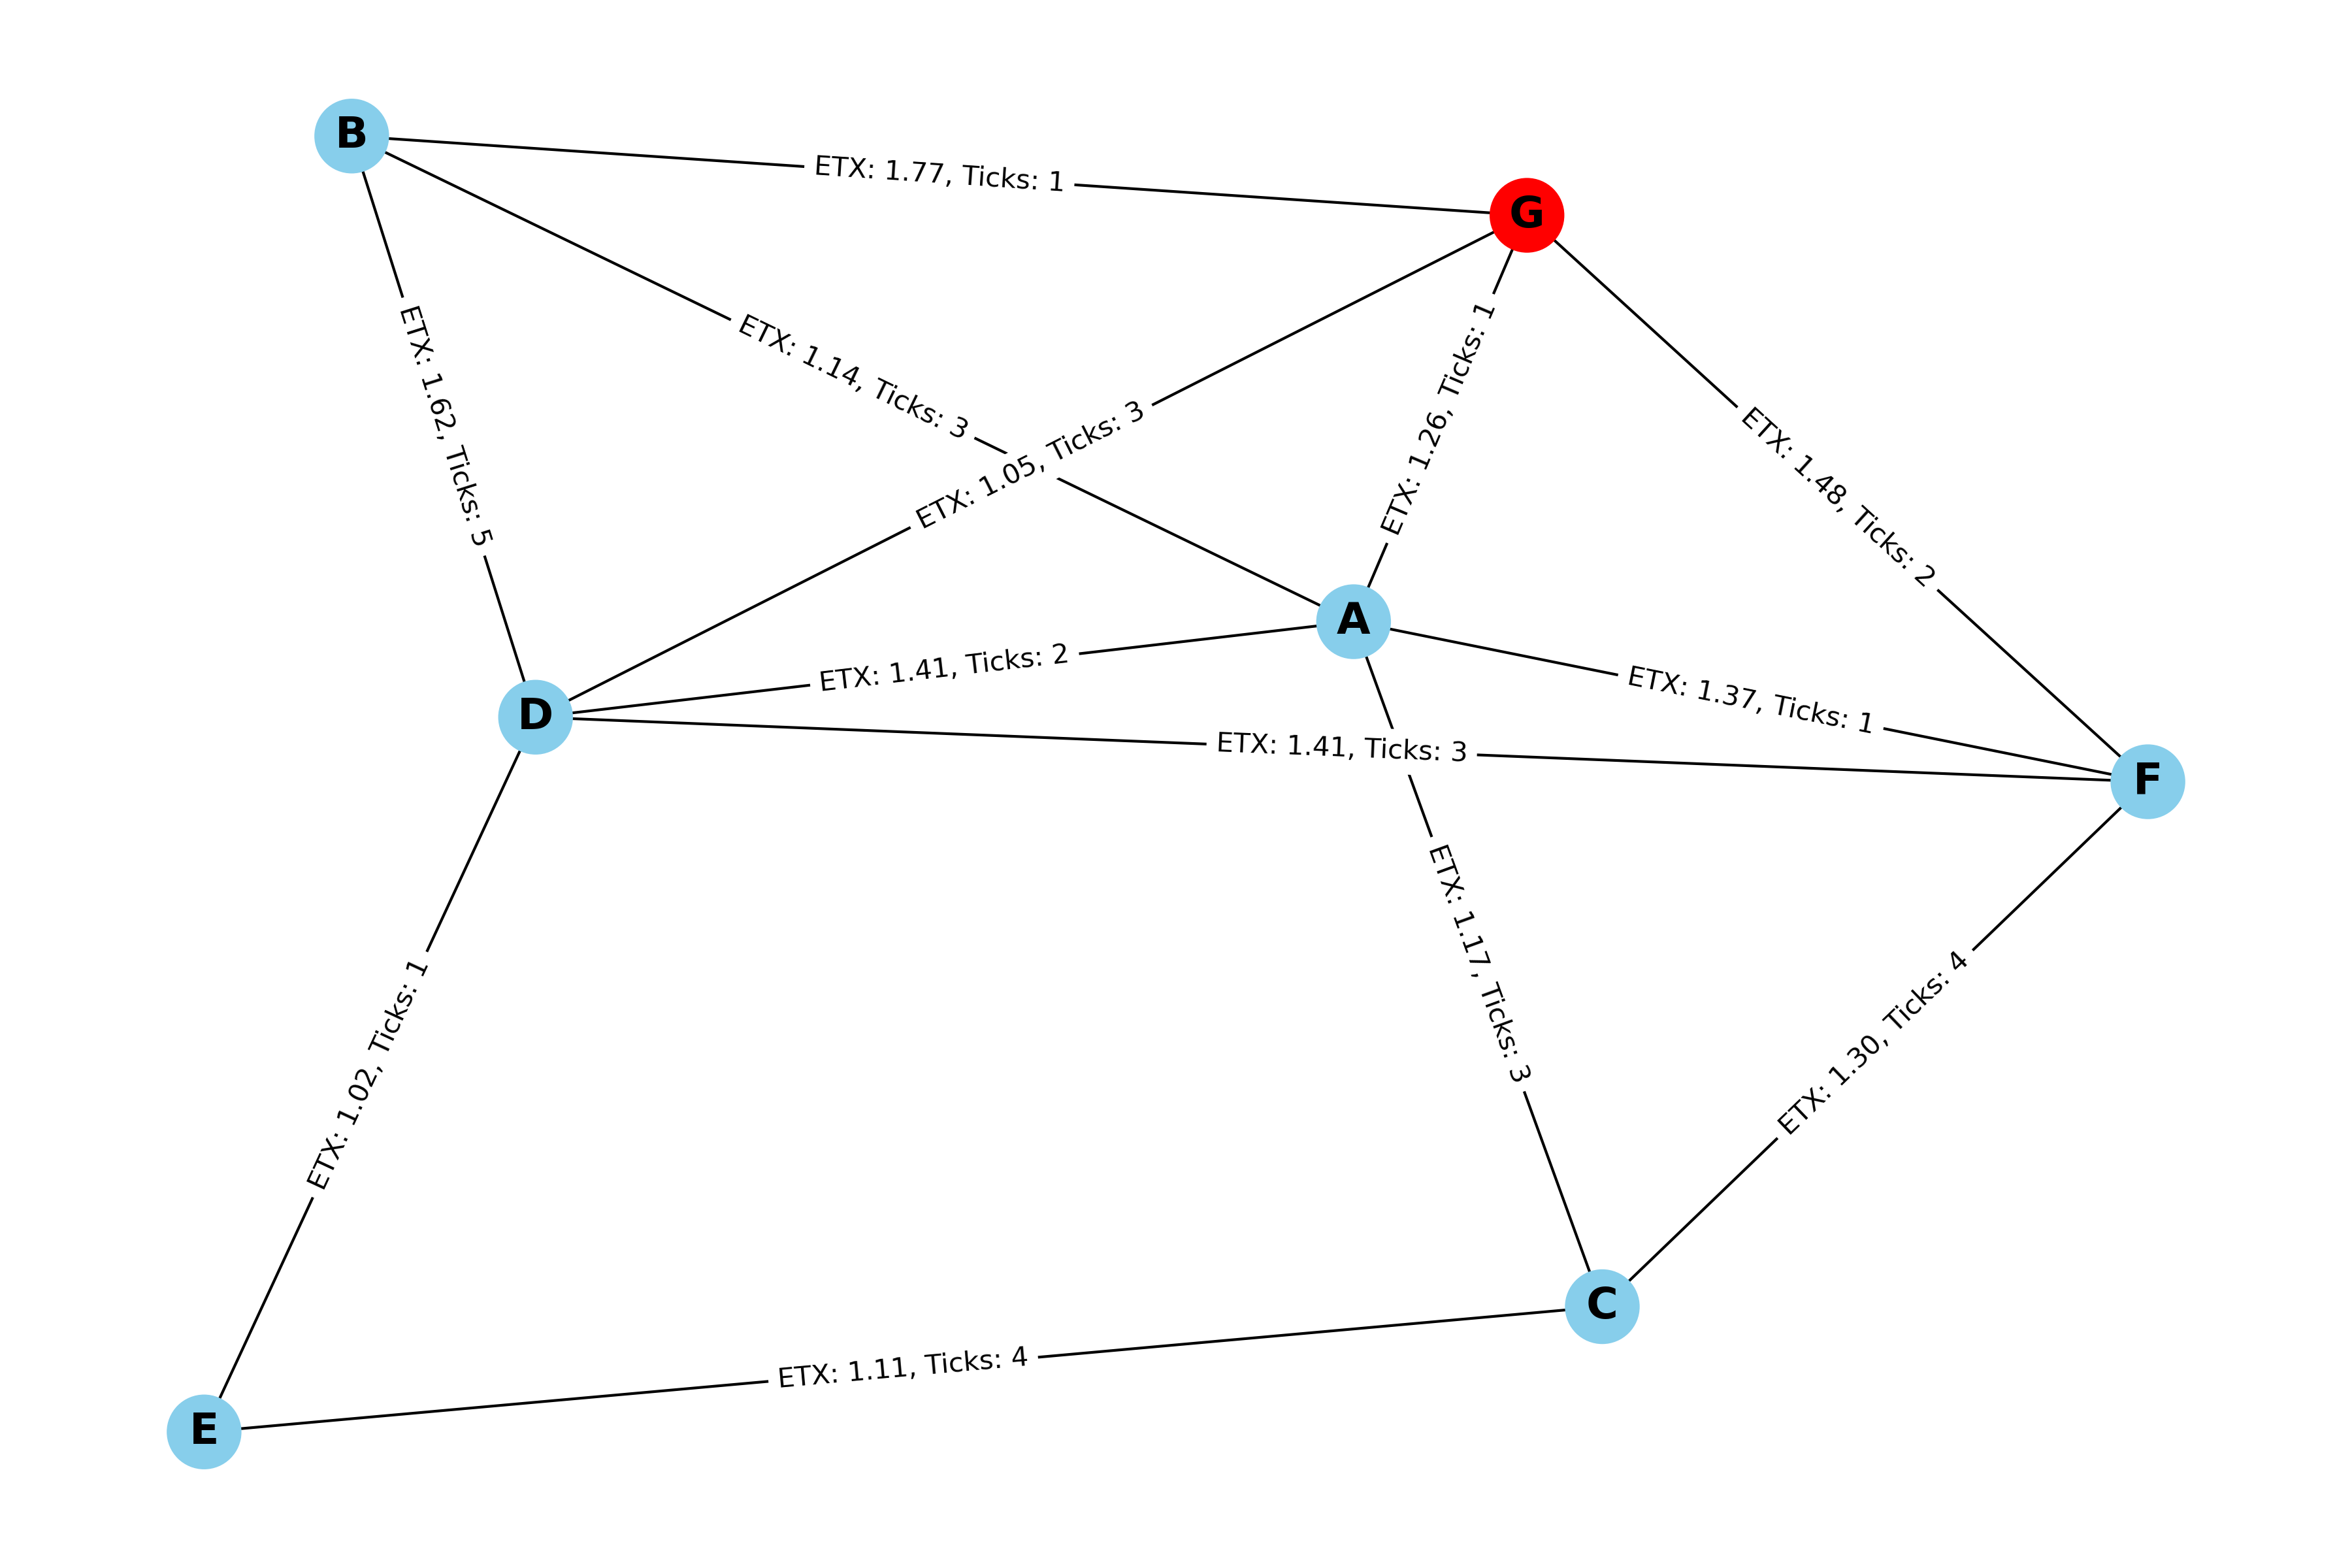 B
ETX: 1.77, Ticks: 1
G
ETX: 1.14, Ticks: 3
ETX: 1.62, Ticks: 5
ETX: 1.05, Ticks: 3
ETX: 1.26, Ticks: 1
ETX: 1.48, Ticks: 2
A
ETX: 1.41, Ticks: 2
ETX: 1.37, Ticks: 1
D
ETX: 1.41, Ticks: 3
F
ETX: 1.17, Ticks: 3
ETX: 1.30, Ticks: 4
ETX: 1.02, Ticks: 1
C
ETX: 1.11, Ticks: 4
E